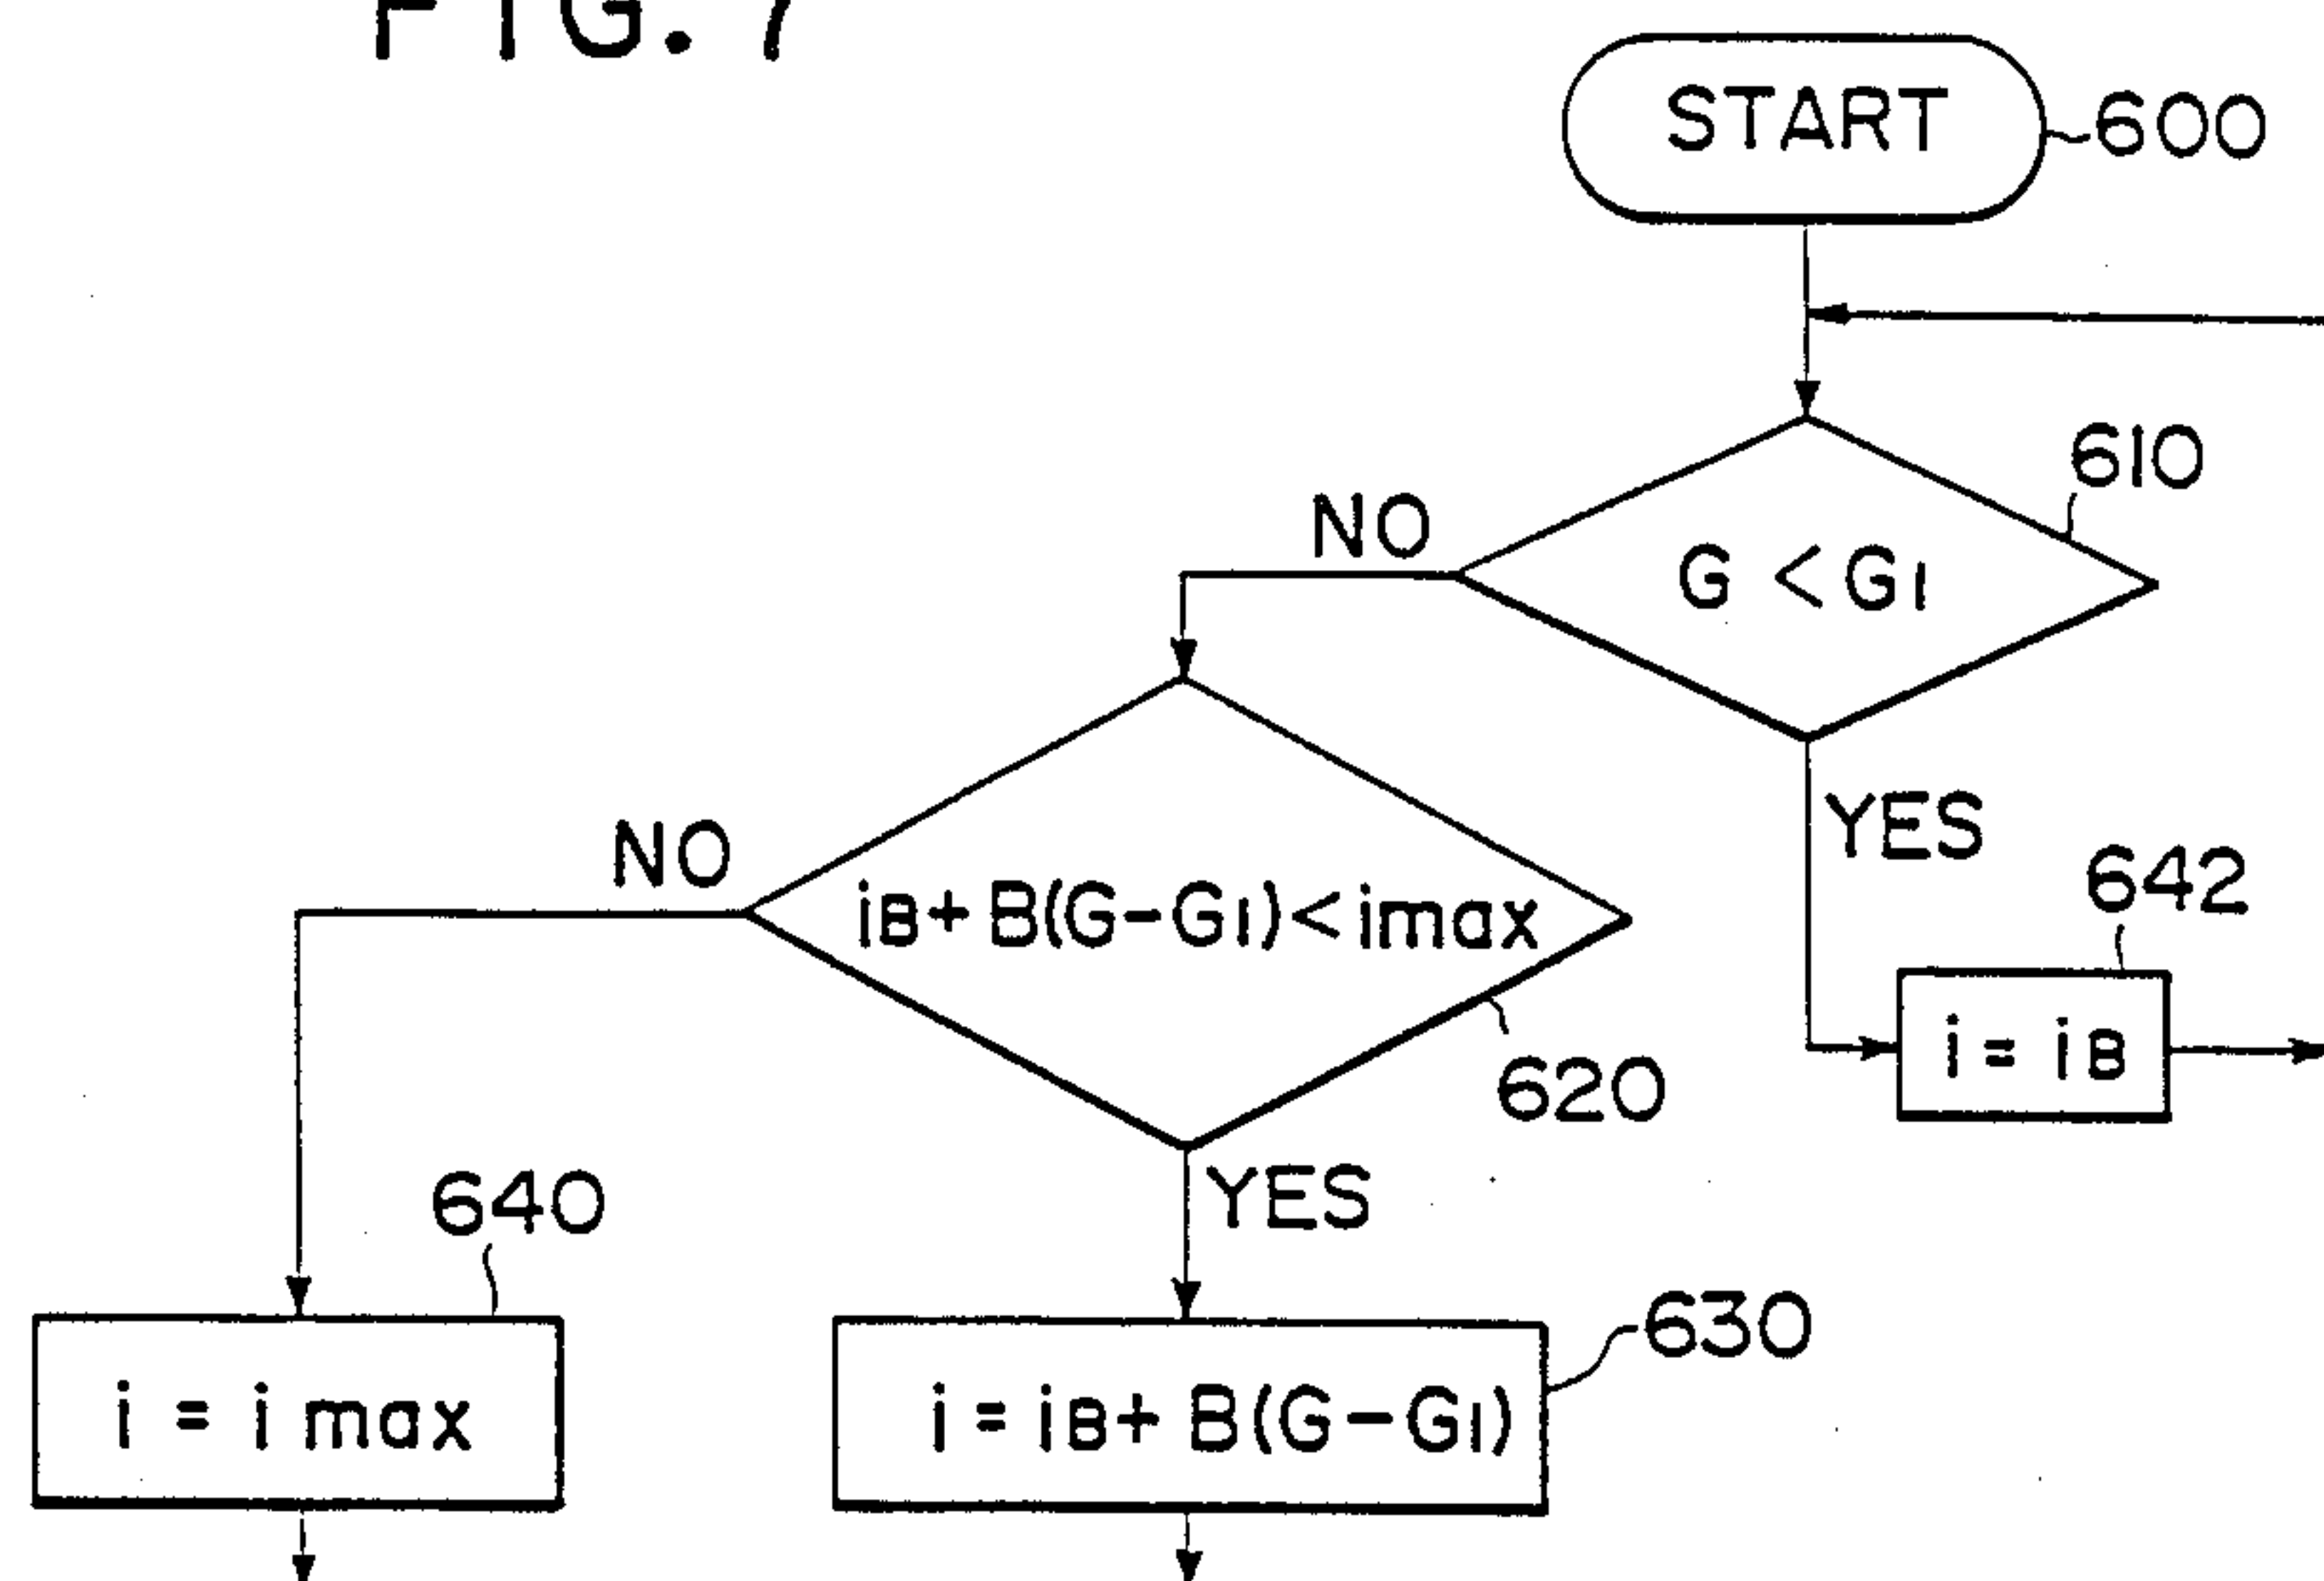 FIG. 7
START
600
610
NO
G < G1
YES
642
NO
iB + B(G-G1) < imax
i = iB
620
640
YES
630
i = i max
i = iB + B(G-G1)